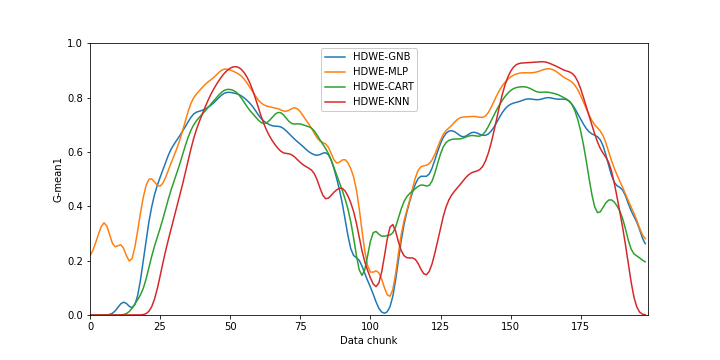 HDWE-GNB
HDWE-MLP
HDWE-CART
HDWE-KNN
G-mean1
1.0
0.8
0.6
0.4
0.2
0.0
0 25 50 75 100 125 150 175
Data chunk